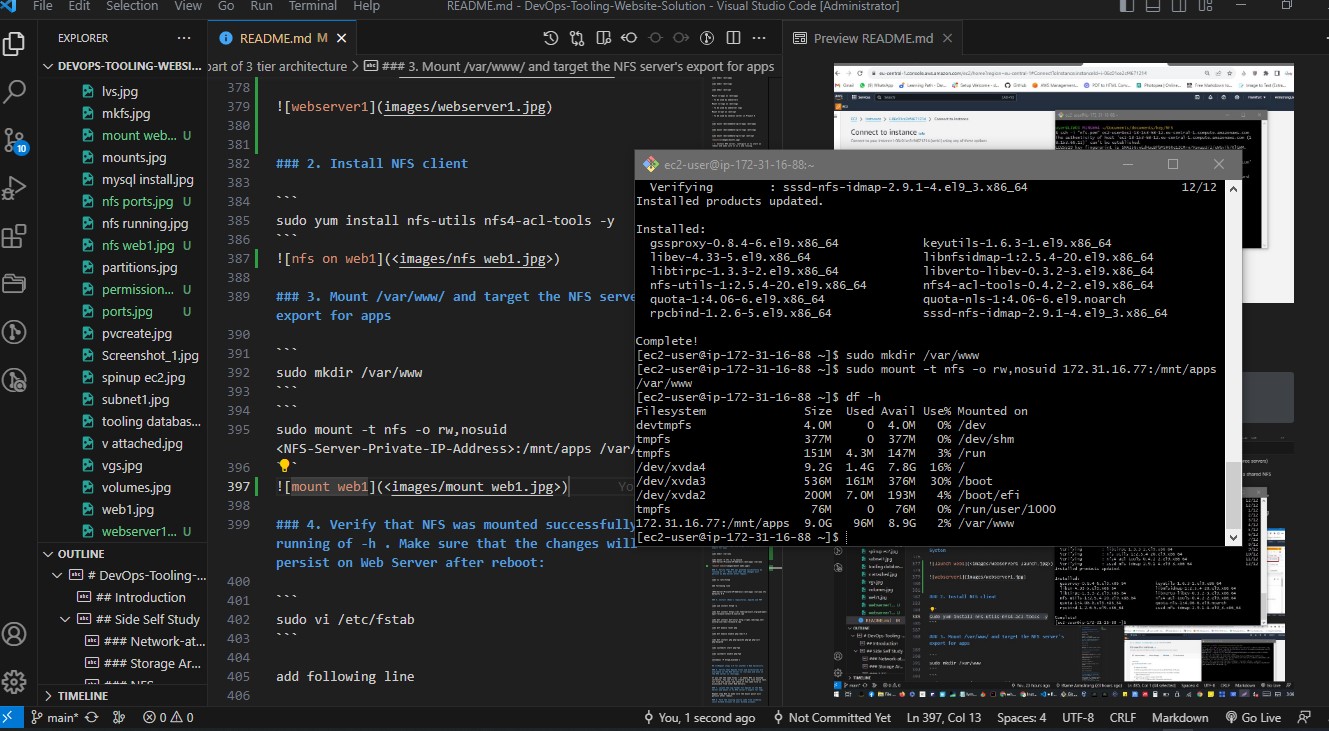 File Edit Selection View Go Run Terminal Help
README.md - DevOps-Tooling-Website-Solution - Visual Studio Code [Administrator]
EXPLORER
DEVOPS-TOOLING-WEBSI...
lvs.jpg
mkfs.jpg
mount web... U
mounts.jpg
mysql install.jpg
nfs ports.jpg U
nfs running.jpg
nfs web1.jpg U
partitions.jpg
permission... U
ports.jpg U
pvcreate.jpg
Screenshot_1.jpg
spinup ec2.jpg
subnet1.jpg
tooling databas...
v attached.jpg
vgs.jpg
volumes.jpg
web1.jpg
webserver1... U
OUTLINE
# DevOps-Tooling-...
## Introduction
## Side Self Study
### Network-at...
### Storage Ar...
TIMELINE
10
README.md M
part of 3 tier architecture > ### 3. Mount /var/www/ and target the NFS server's export for apps
378
379 ![webserver1](images/webserver1.jpg)
380
381
382 ### 2. Install NFS client
383
384 ```
385 sudo yum install nfs-utils nfs4-acl-tools -y
386 ```
387 ![nfs on web1](<images/nfs web1.jpg>)
388
389 ### 3. Mount /var/www/ and target the NFS serve
export for apps
390
391 ```
392 sudo mkdir /var/www
393 ```
394 ```
395 sudo mount -t nfs -o rw,nosuid
<NFS-Server-Private-IP-Address>:/mnt/apps /var/
396
397 ![mount web1](<images/mount web1.jpg>) Yo
398
399 ### 4. Verify that NFS was mounted successfully
running of -h . Make sure that the changes will
persist on Web Server after reboot:
400
401 ```
402 sudo vi /etc/fstab
403 ```
404
405 add following line
406
Preview README.md
Connect to instance
ec2-user@ip-172-31-16-88:~
Verifying : sssd-nfs-idmap-2.9.1-4.el9_3.x86_64 12/12
Installed products updated.
Installed:
gssproxy-0.8.4-6.el9.x86_64 keyutils-1.6.3-1.el9.x86_64
libev-4.33-5.el9.x86_64 libnfsidmap-1:2.5.4-20.el9.x86_64
libtirpc-1.3.3-2.el9.x86_64 libverto-libev-0.3.2-3.el9.x86_64
nfs-utils-1:2.5.4-20.el9.x86_64 nfs4-acl-tools-0.4.2-2.el9.x86_64
quota-1:4.06-6.el9.x86_64 quota-nls-1:4.06-6.el9.noarch
rpcbind-1.2.6-5.el9.x86_64 sssd-nfs-idmap-2.9.1-4.el9_3.x86_64
Complete!
[ec2-user@ip-172-31-16-88 ~]$ sudo mkdir /var/www
[ec2-user@ip-172-31-16-88 ~]$ sudo mount -t nfs -o rw,nosuid 172.31.16.77:/mnt/apps
/var/www
[ec2-user@ip-172-31-16-88 ~]$ df -h
Filesystem Size Used Avail Use% Mounted on
devtmpfs 4.0M 0 4.0M 0% /dev
tmpfs 377M 0 377M 0% /dev/shm
tmpfs 151M 4.3M 147M 3% /run
/dev/xvda4 9.2G 1.4G 7.8G 16% /
/dev/xvda3 536M 161M 376M 30% /boot
/dev/xvda2 200M 7.0M 193M 4% /boot/efi
tmpfs 76M 0 76M 0% /run/user/1000
172.31.16.77:/mnt/apps 9.0G 96M 8.9G 2% /var/www
[ec2-user@ip-172-31-16-88 ~]$
main* 0 0 You, 1 second ago Not Committed Yet Ln 397, Col 13 Spaces: 4 UTF-8 CRLF Markdown Go Live